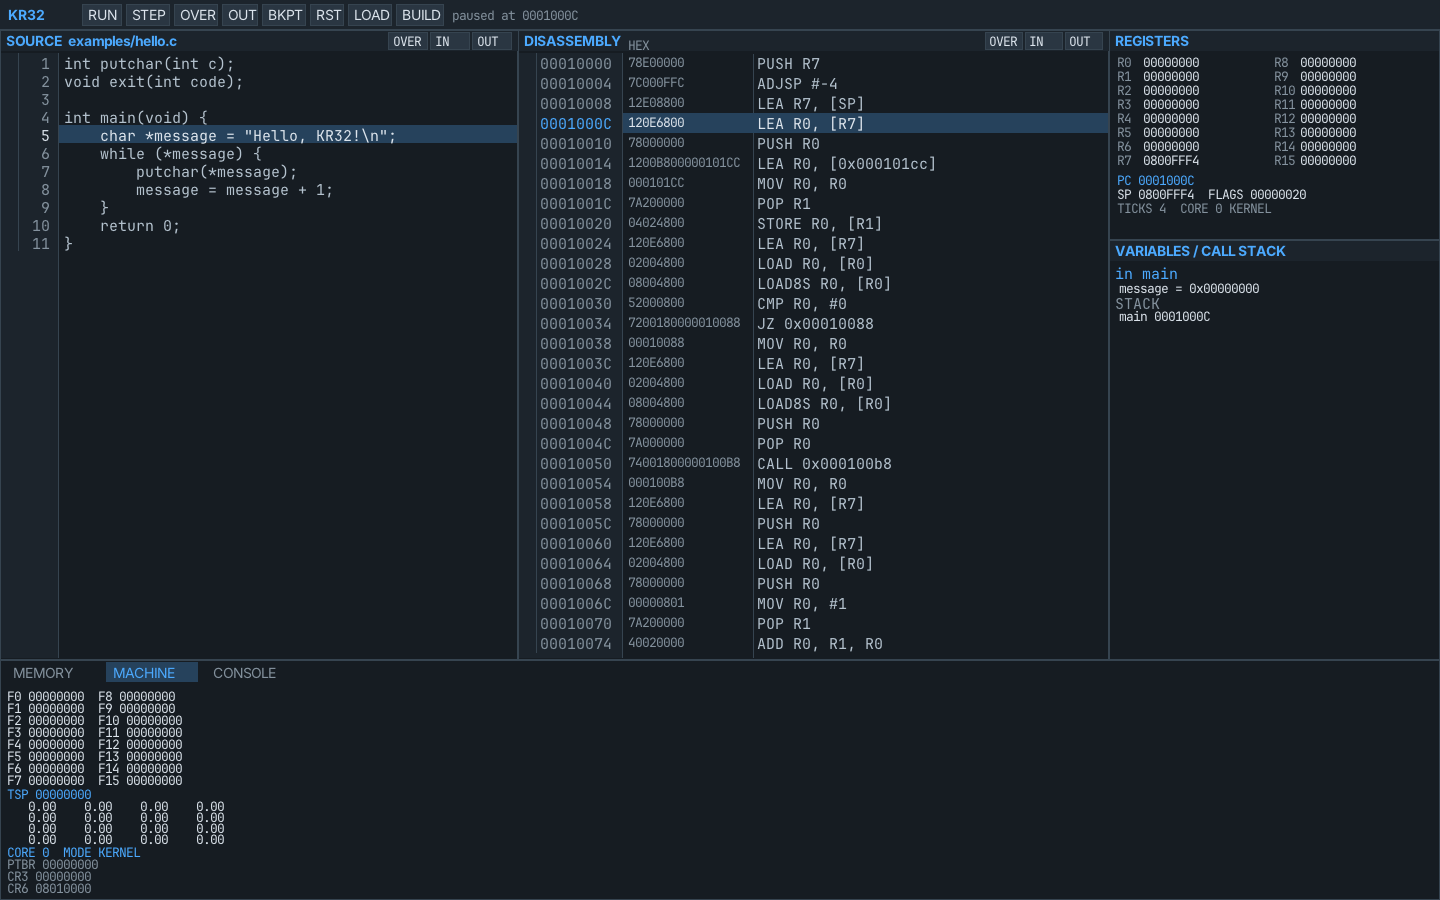 KR32 RUN STEP OVER OUT BKPT RST LOAD BUILD paused at 0001000C
SOURCE examples/hello.c OVER IN OUT
1 int putchar(int c);
2 void exit(int code);
3
4 int main(void) {
5 char *message = "Hello, KR32!\n";
6 while (*message) {
7 putchar(*message);
8 message = message + 1;
9 }
10 return 0;
11 }
DISASSEMBLY HEX OVER IN OUT
00010000 78E00000 PUSH R7
00010004 7C000FFC ADJSP #-4
00010008 12E08800 LEA R7, [SP]
0001000C 120E6800 LEA R0, [R7]
00010010 78000000 PUSH R0
00010014 1200B800000101CC LEA R0, [0x000101cc]
00010018 000101CC MOV R0, R0
0001001C 7A200000 POP R1
00010020 04024800 STORE R0, [R1]
00010024 120E6800 LEA R0, [R7]
00010028 02004800 LOAD R0, [R0]
0001002C 08004800 LOAD8S R0, [R0]
00010030 52000800 CMP R0, #0
00010034 7200180000010088 JZ 0x00010088
00010038 00010088 MOV R0, R0
0001003C 120E6800 LEA R0, [R7]
00010040 02004800 LOAD R0, [R0]
00010044 08004800 LOAD8S R0, [R0]
00010048 78000000 PUSH R0
0001004C 7A000000 POP R0
00010050 74001800000100B8 CALL 0x000100b8
00010054 000100B8 MOV R0, R0
00010058 120E6800 LEA R0, [R7]
0001005C 78000000 PUSH R0
00010060 120E6800 LEA R0, [R7]
00010064 02004800 LOAD R0, [R0]
00010068 78000000 PUSH R0
0001006C 00000801 MOV R0, #1
00010070 7A200000 POP R1
00010074 40020000 ADD R0, R1, R0
REGISTERS
R0 00000000 R8 00000000
R1 00000000 R9 00000000
R2 00000000 R10 00000000
R3 00000000 R11 00000000
R4 00000000 R12 00000000
R5 00000000 R13 00000000
R6 00000000 R14 00000000
R7 0800FFF4 R15 00000000
PC 0001000C
SP 0800FFF4 FLAGS 00000020
TICKS 4 CORE 0 KERNEL
VARIABLES / CALL STACK
in main
message = 0x00000000
STACK
main 0001000C
MEMORY MACHINE CONSOLE
F0 00000000 F8 00000000
F1 00000000 F9 00000000
F2 00000000 F10 00000000
F3 00000000 F11 00000000
F4 00000000 F12 00000000
F5 00000000 F13 00000000
F6 00000000 F14 00000000
F7 00000000 F15 00000000
TSP 00000000
0.00 0.00 0.00 0.00
0.00 0.00 0.00 0.00
0.00 0.00 0.00 0.00
0.00 0.00 0.00 0.00
CORE 0 MODE KERNEL
PTBR 00000000
CR3 00000000
CR6 08010000